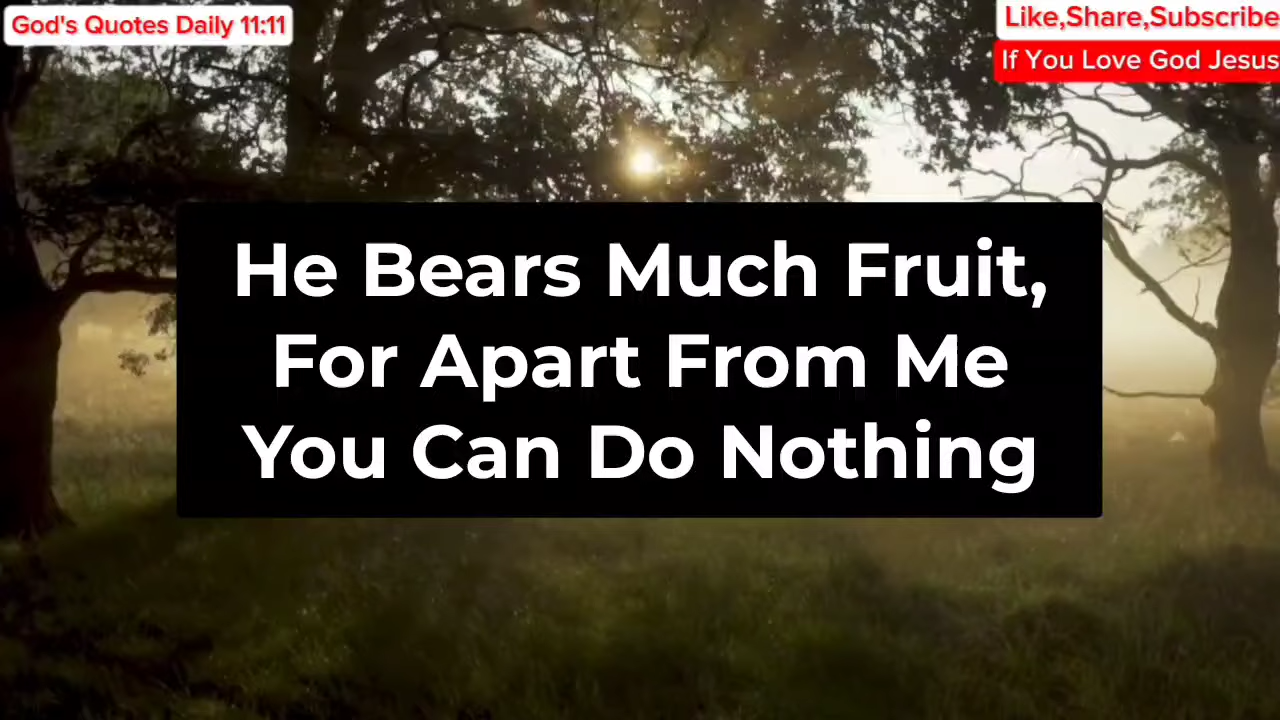 God's Quotes Daily 11:11
Like,Share,Subscribe
If You Love God Jesus
He Bears Much Fruit,
For Apart From Me
You Can Do Nothing